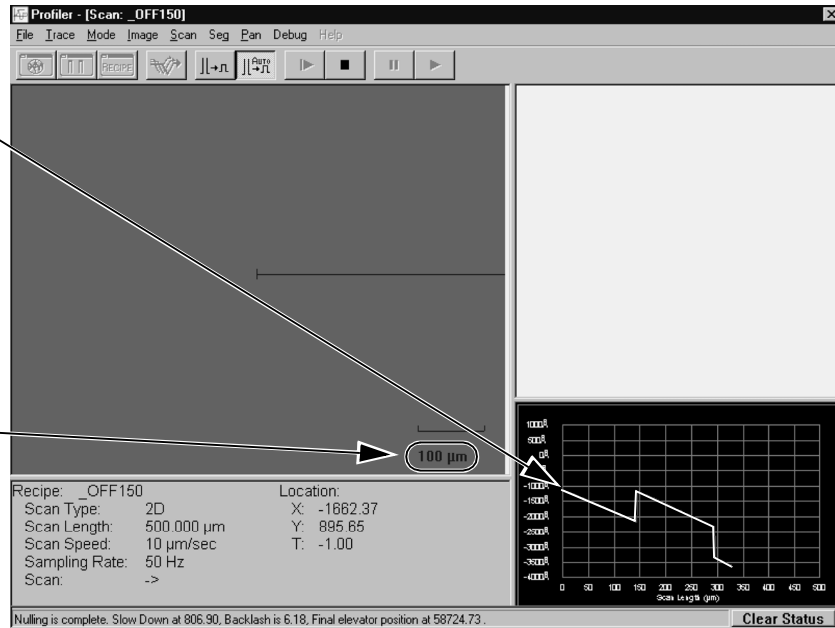 Profiler - [Scan: _OFF150]
File Trace Mode Image Scan Seg Pan Debug Help
RECIPE AUTO
100 µm
1000Å
500Å
0Å
-1000Å
-1500Å
-2000Å
-2500Å
-3000Å
-3500Å
-4000Å
0 50 100 150 200 250 300 350 400 450 500
Scan Length (µm)
Recipe: _OFF150
Scan Type: 2D
Scan Length: 500.000 µm
Scan Speed: 10 µm/sec
Sampling Rate: 50 Hz
Scan: ->
Location:
X: -1662.37
Y: 895.65
T: -1.00
Nulling is complete. Slow Down at 806.90, Backlash is 6.18, Final elevator position at 58724.73 .
Clear Status